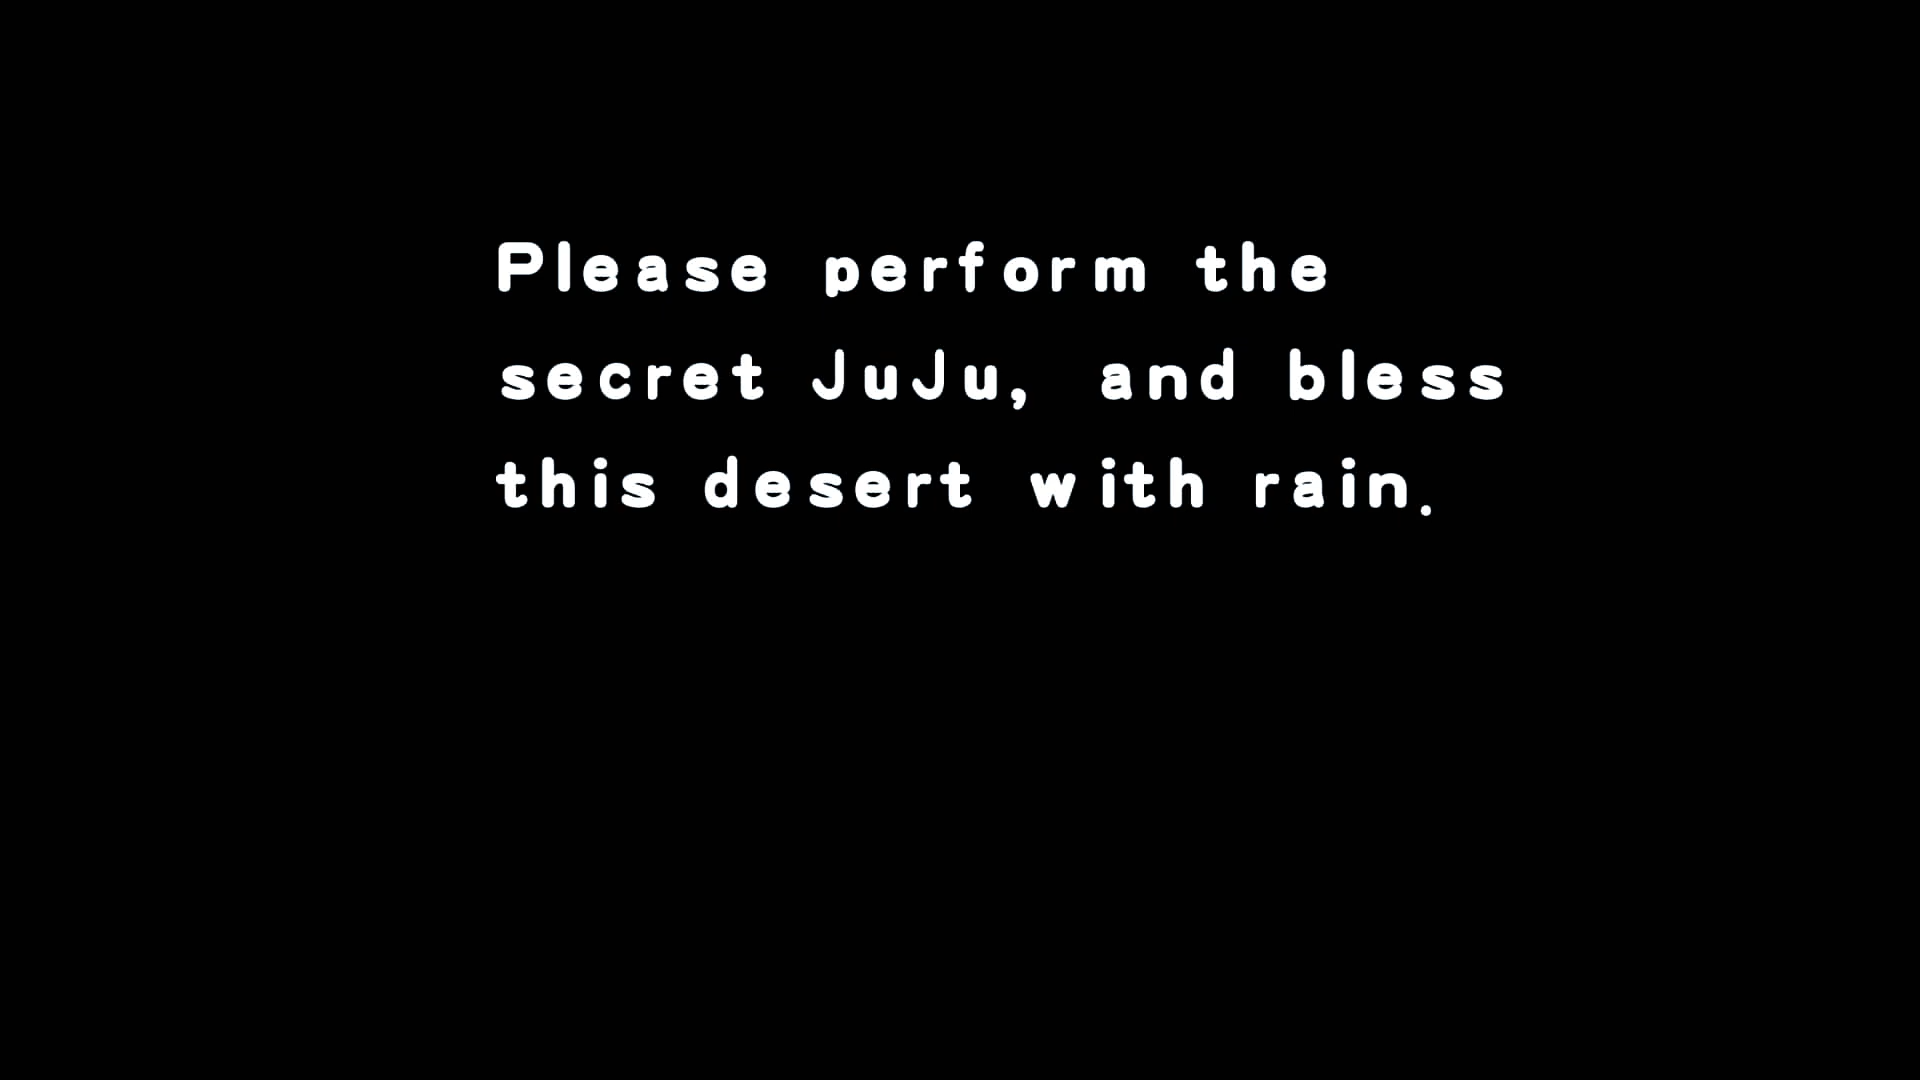 Please perform the
secret JuJu, and bless
this desert with rain.